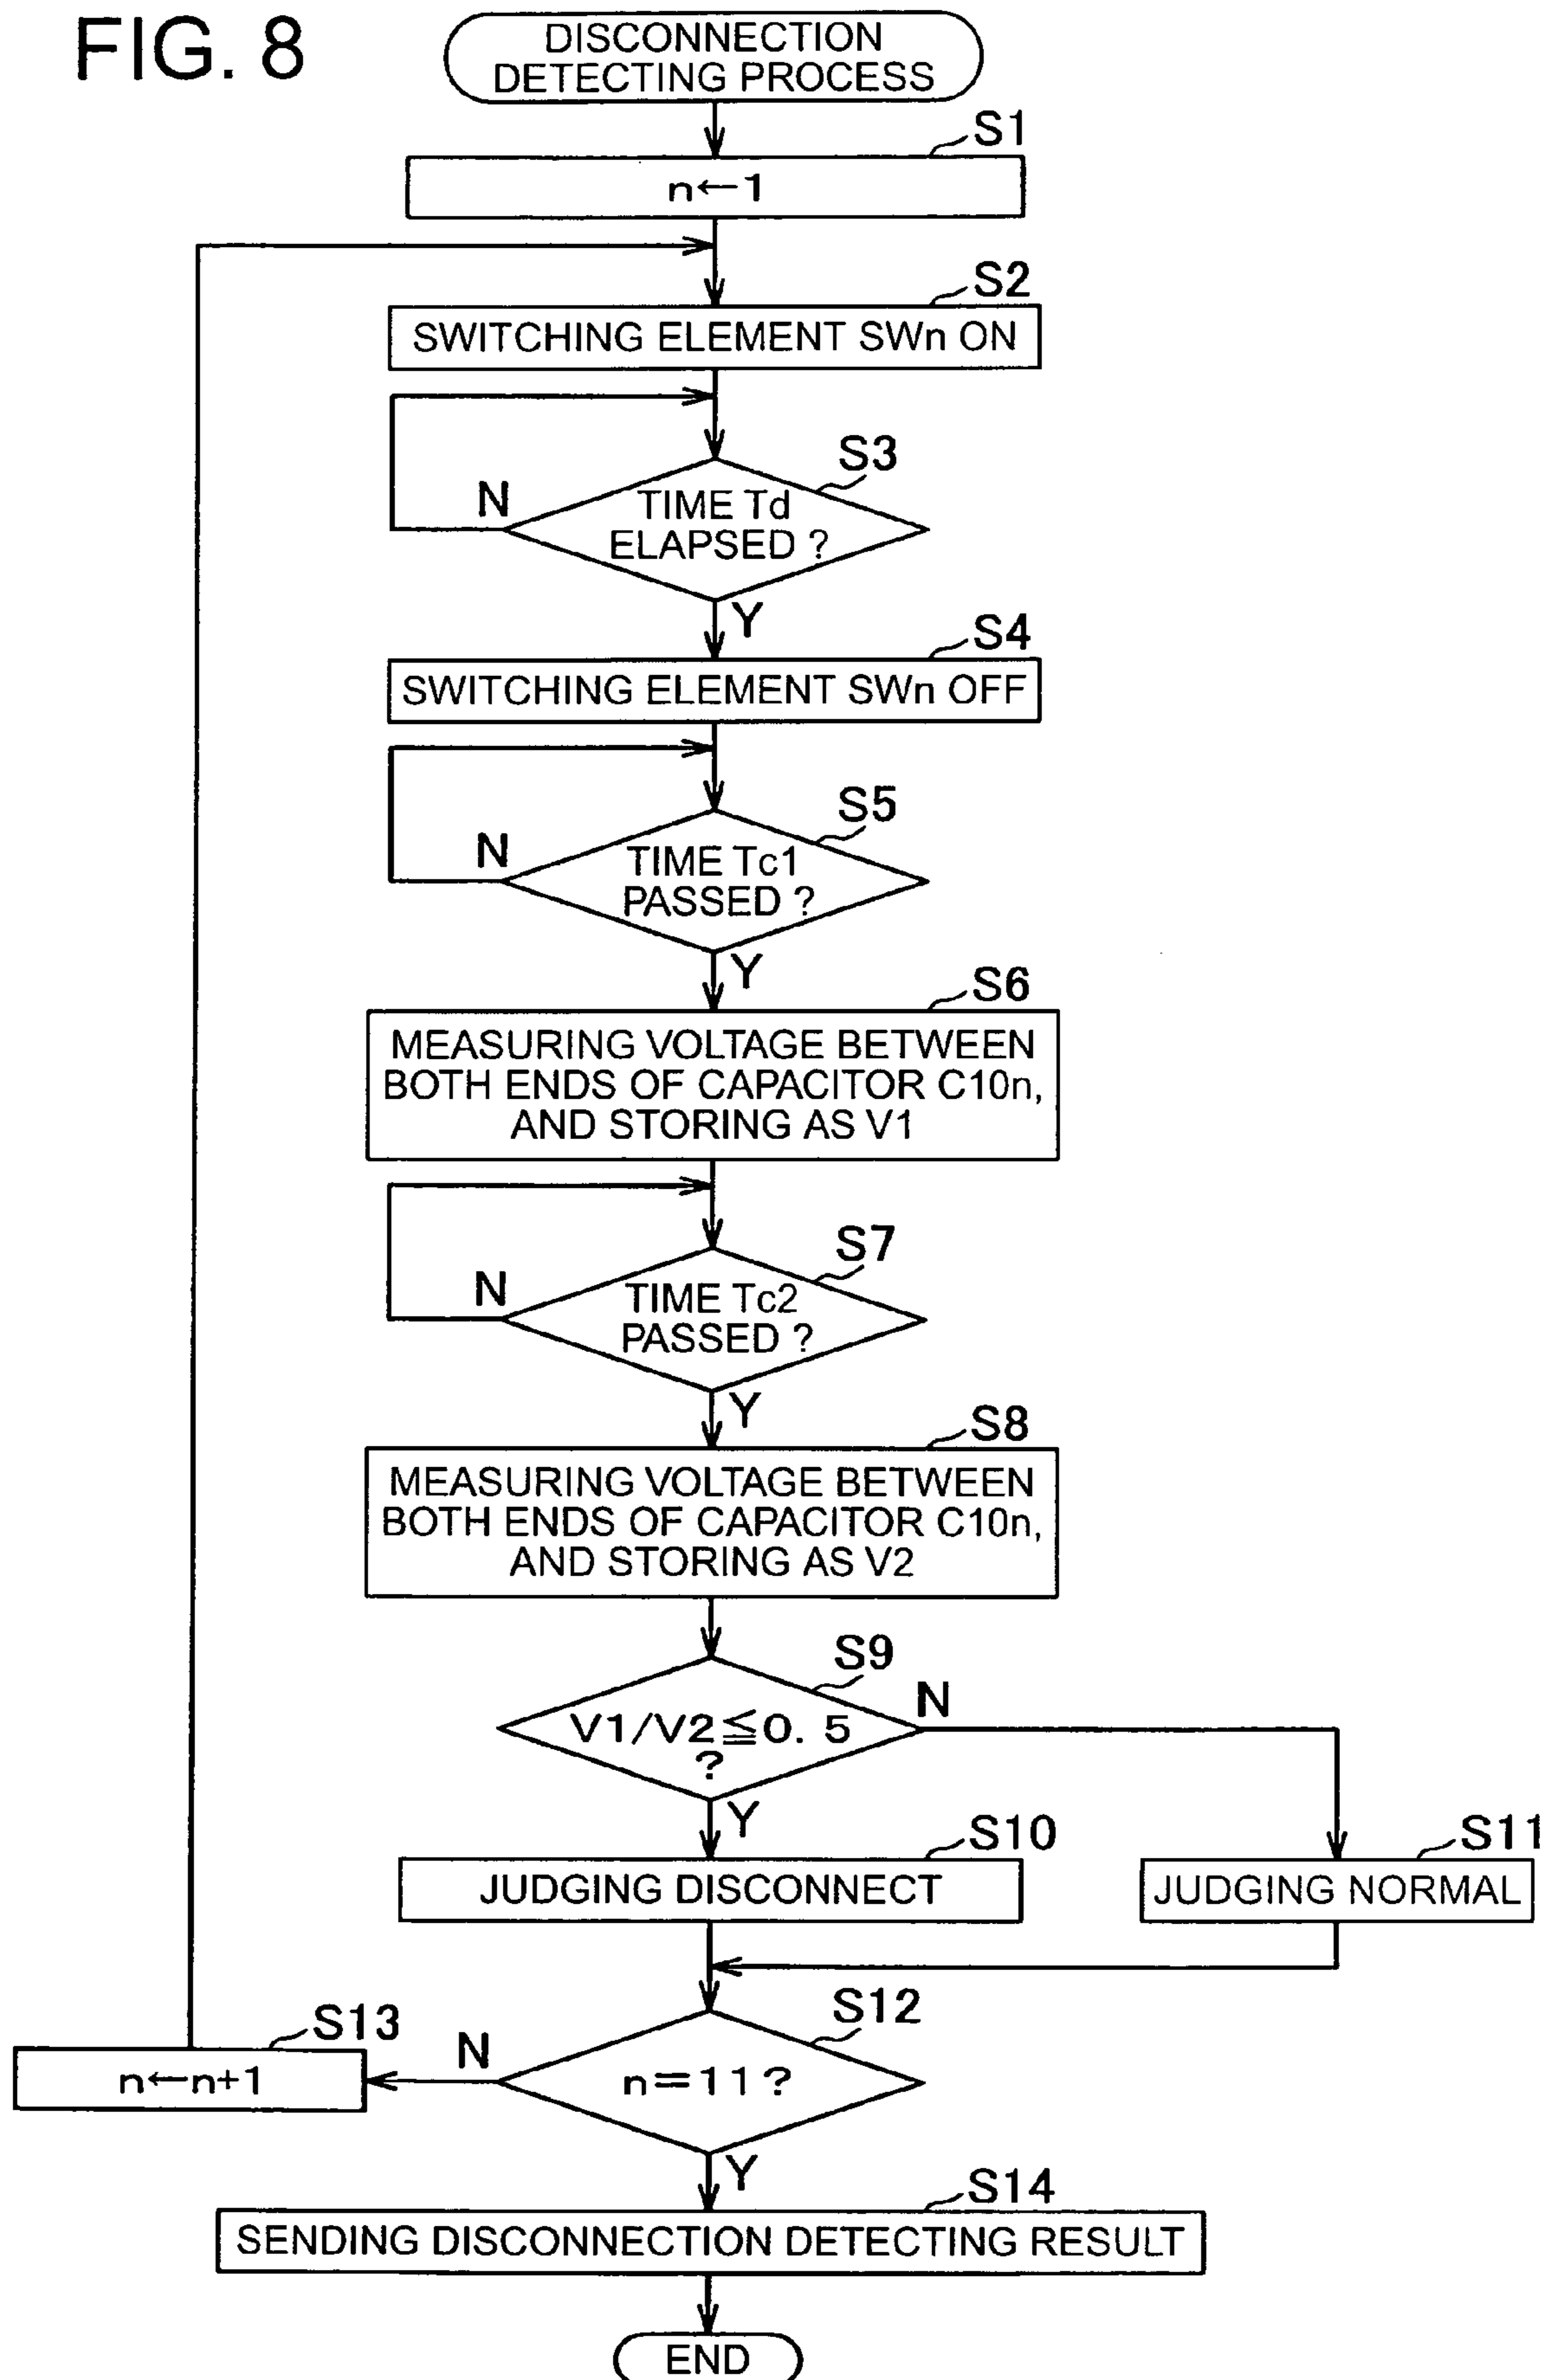 FIG. 8
DISCONNECTION
DETECTING PROCESS
S1
n←1
S2
SWITCHING ELEMENT SWn ON
S3
N
TIME Td
ELAPSED ?
Y
S4
SWITCHING ELEMENT SWn OFF
S5
N
TIME Tc1
PASSED ?
Y
S6
MEASURING VOLTAGE BETWEEN
BOTH ENDS OF CAPACITOR C10n,
AND STORING AS V1
S7
N
TIME Tc2
PASSED ?
Y
S8
MEASURING VOLTAGE BETWEEN
BOTH ENDS OF CAPACITOR C10n,
AND STORING AS V2
S9
N
V1/V2≦0. 5
?
Y
S10
S11
JUDGING DISCONNECT
JUDGING NORMAL
S12
S13
N
n←n+1
n=11?
Y
S14
SENDING DISCONNECTION DETECTING RESULT
END